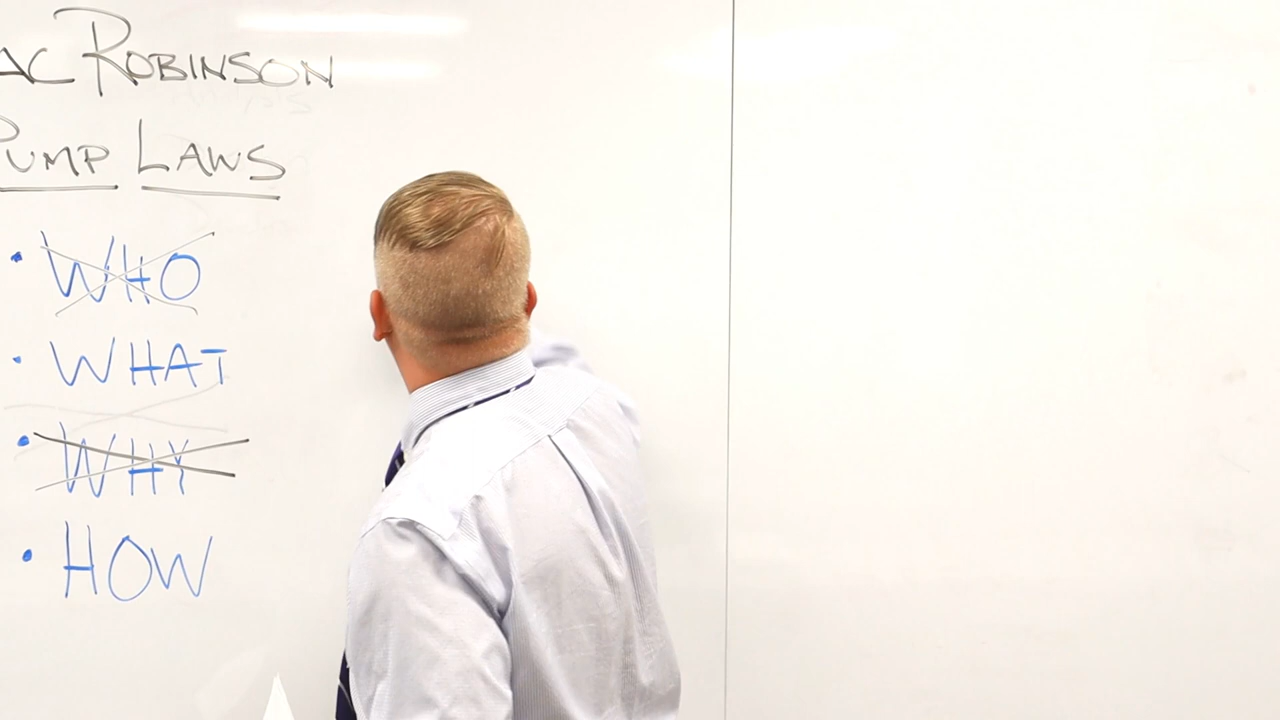 AC ROBINSON
PUMP LAWS
• WHO
• WHAT
• WHY
• HOW